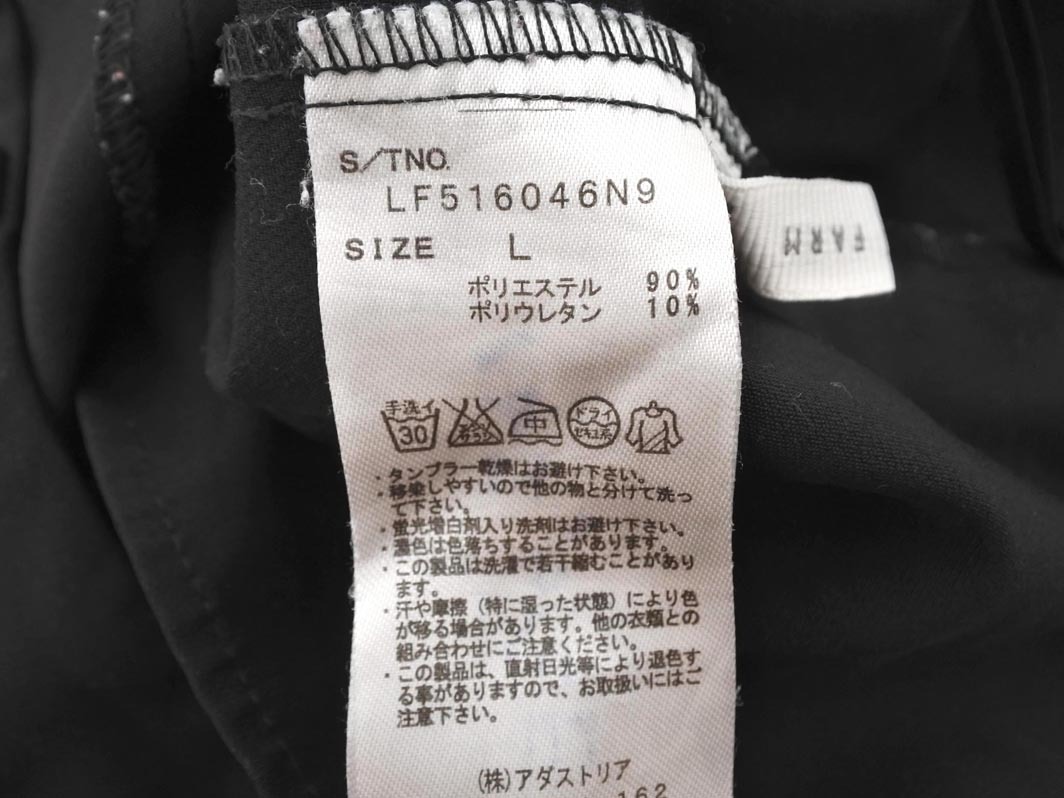 S/TNO.
LF516046N9
SIZE L
ポリエステル 90%
ポリウレタン 10%
手洗イ
30
中
ドライ
セキユ系
・タンブラー乾燥はお避け下さい。
・移染しやすいので他の物と分けて洗っ
て下さい。
・蛍光増白剤入り洗剤はお避け下さい。
・濃色は色落ちすることがあります。
・この製品は洗濯で若干縮むことがあり
ます。
・汗や摩擦（特に湿った状態）により色
が移る場合があります。他の衣類との
組み合わせにご注意ください。
・この製品は、直射日光等により退色す
る事がありますので、お取扱いにはご
注意下さい。
(株)アダストリア
162
FARM